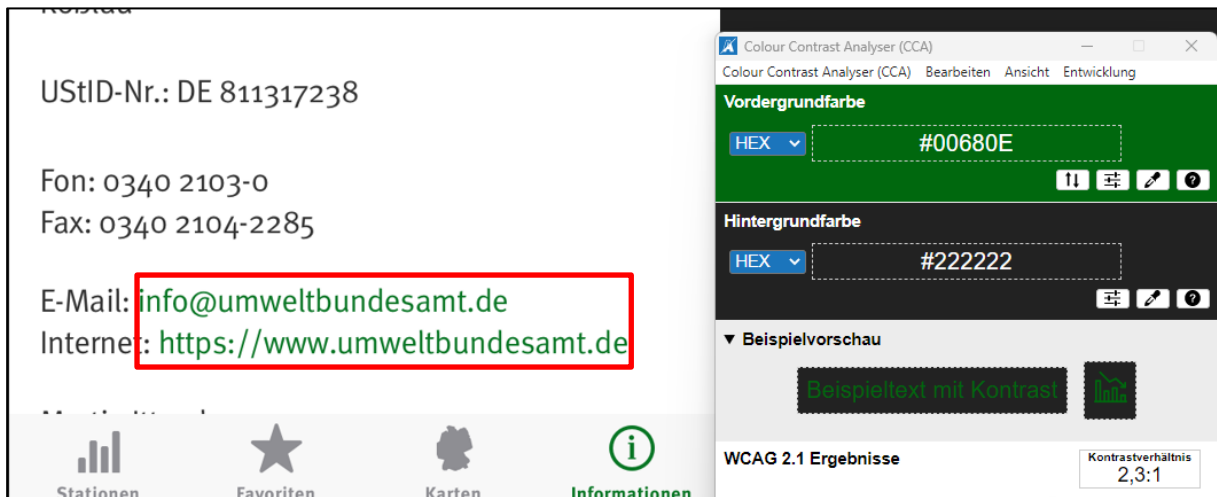 UStID-Nr.: DE 811317238
Fon: 0340 2103-0
Fax: 0340 2104-2285
E-Mail: info@umweltbundesamt.de
Internet: https://www.umweltbundesamt.de
Stationen
Favoriten
Karten
Informationen
Colour Contrast Analyser (CCA)
Colour Contrast Analyser (CCA) Bearbeiten Ansicht Entwicklung
Vordergrundfarbe
HEX #00680E
Hintergrundfarbe
HEX #222222
▼ Beispielvorschau
Beispieltext mit Kontrast
WCAG 2.1 Ergebnisse
Kontrastverhältnis
2,3:1